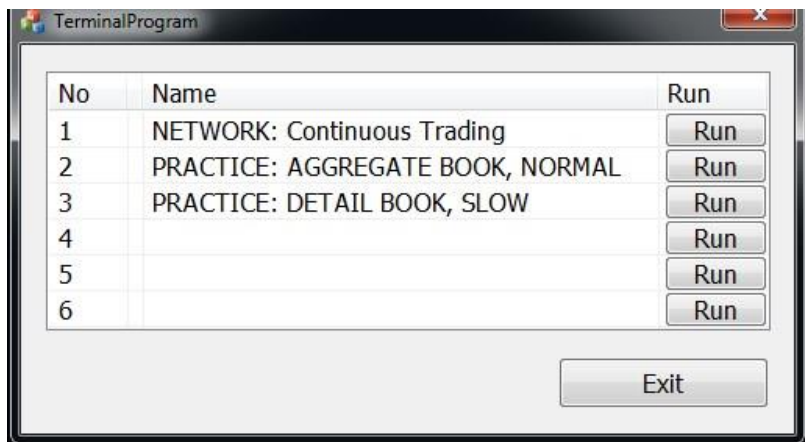 TerminalProgram
No Name Run
1 NETWORK: Continuous Trading Run
2 PRACTICE: AGGREGATE BOOK, NORMAL Run
3 PRACTICE: DETAIL BOOK, SLOW Run
4 Run
5 Run
6 Run
Exit